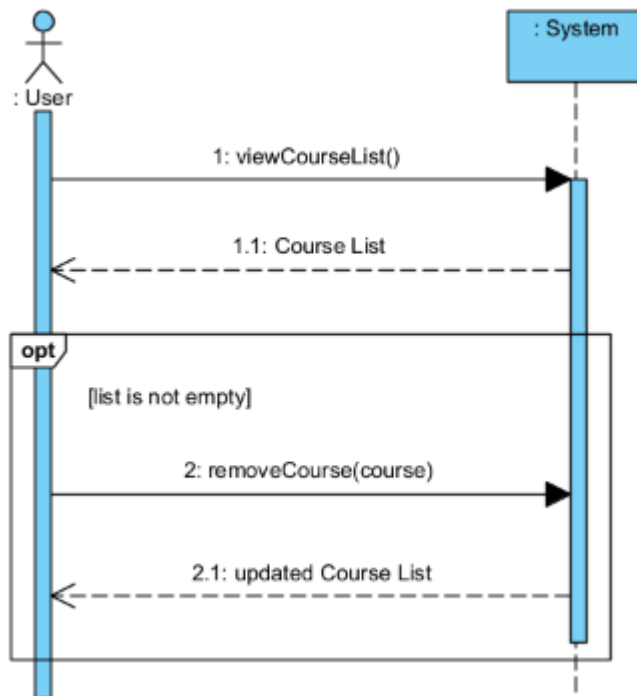 : System
: User
1: viewCourseList()
1.1: Course List
opt
[list is not empty]
2: removeCourse(course)
2.1: updated Course List